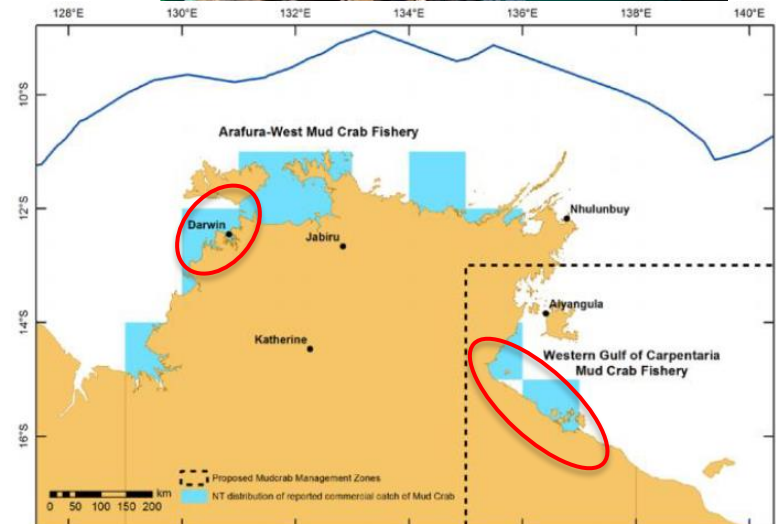 128°E 130°E 132°E 134°E 136°E 138°E 140°E
10°S
Arafura-West Mud Crab Fishery
12°S
Nhulunbuy
Darwin
Jabiru
Alyangula
14°S
Katherine
Western Gulf of Carpentaria
Mud Crab Fishery
16°S
Proposed Mudcrab Management Zones
km
NT distribution of reported commercial catch of Mud Crab
0 50 100 150 200